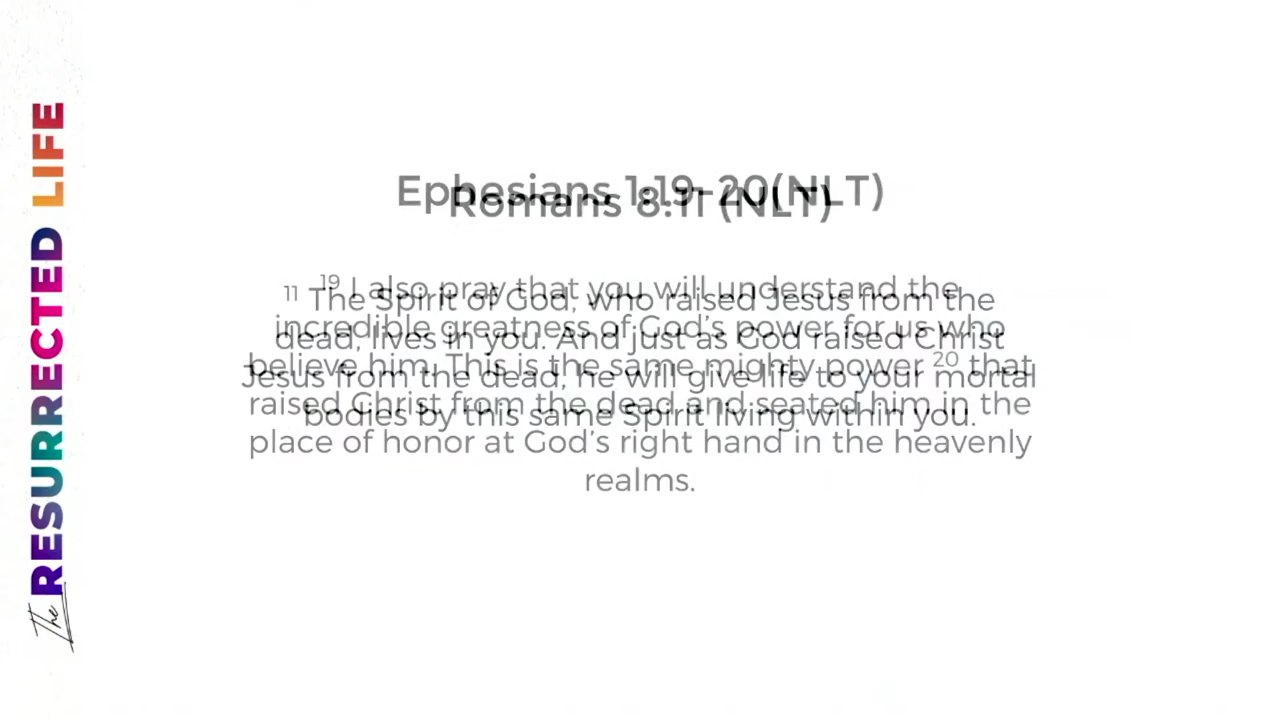 The RESURRECTED LIFE
Ephesians 1:19-20(NLT)
19 I also pray that you will understand the
incredible greatness of God's power for us who
believe him. This is the same mighty power 20 that
raised Christ from the dead and seated him in the
place of honor at God's right hand in the heavenly
realms.
Romans 8:11 (NLT)
11 The Spirit of God, who raised Jesus from the
dead, lives in you. And just as God raised Christ
Jesus from the dead, he will give life to your mortal
bodies by this same Spirit living within you.